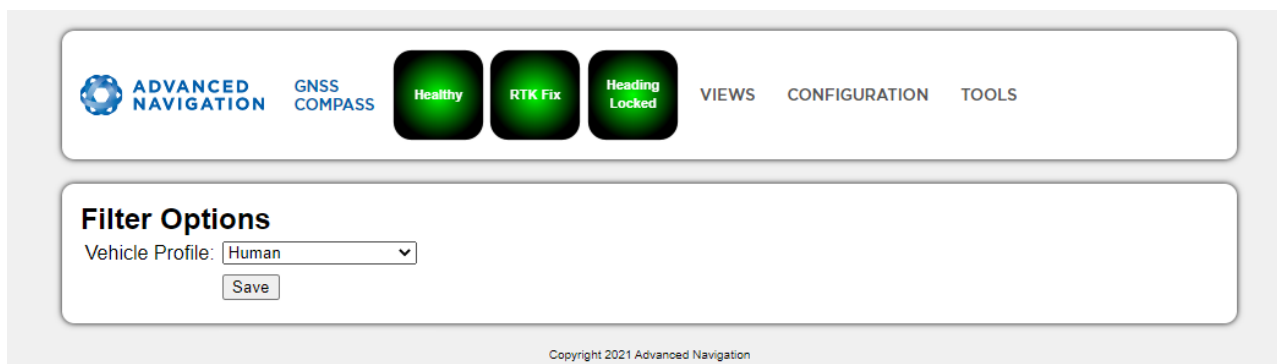 ADVANCED
NAVIGATION
GNSS
COMPASS
Healthy
RTK Fix
Heading
Locked
VIEWS
CONFIGURATION
TOOLS
Filter Options
Vehicle Profile: Human
Save
Copyright 2021 Advanced Navigation